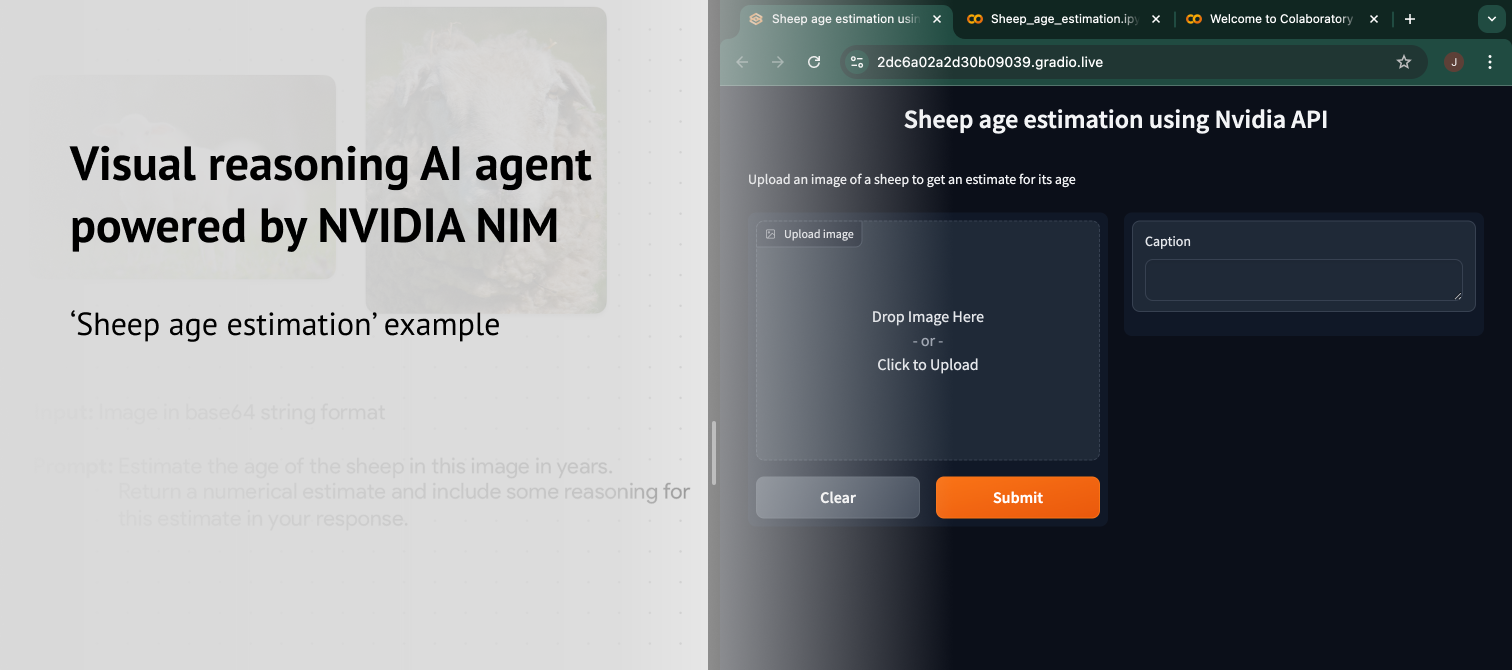 Visual reasoning AI agent
powered by NVIDIA NIM
‘Sheep age estimation’ example
Input: Image in base64 string format
Prompt: Estimate the age of the sheep in this image in years.
Return a numerical estimate and include some reasoning for
this estimate in your response.
Sheep age estimation usin
Sheep_age_estimation.ipy
Welcome to Colaboratory
2dc6a02a2d30b09039.gradio.live
J
Sheep age estimation using Nvidia API
Upload an image of a sheep to get an estimate for its age
Upload image
Drop Image Here
- or -
Click to Upload
Clear
Submit
Caption